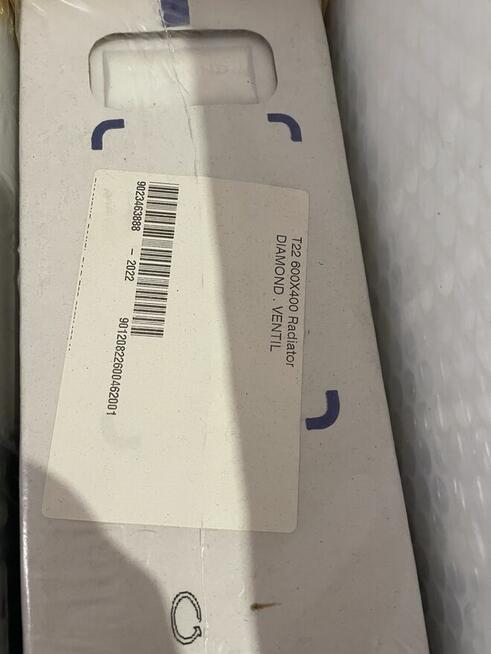 T22 600X400 Radiator
DIAMOND . VENTIL
9023463888 - 2022
90120822600462001